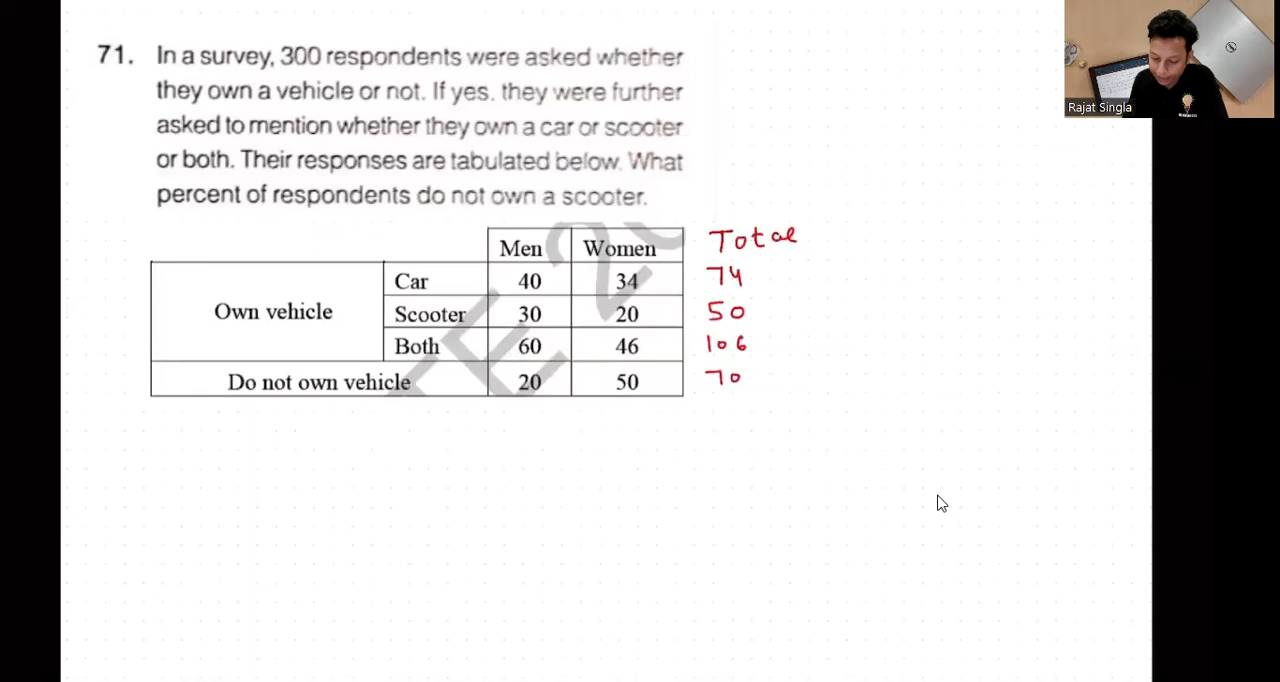 71. In a survey, 300 respondents were asked whether
they own a vehicle or not. If yes, they were further
asked to mention whether they own a car or scooter
or both. Their responses are tabulated below. What
percent of respondents do not own a scooter.
Men Women Total
Car 40 34 74
Own vehicle Scooter 30 20 50
Both 60 46 106
Do not own vehicle 20 50 70
Rajat Singla